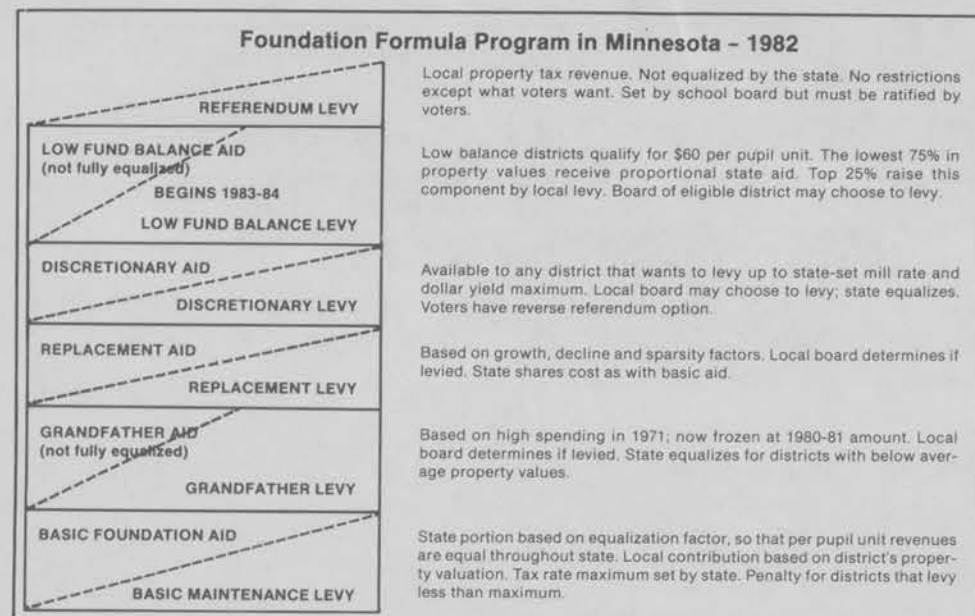 Foundation Formula Program in Minnesota – 1982
REFERENDUM LEVY
Local property tax revenue. Not equalized by the state. No restrictions
except what voters want. Set by school board but must be ratified by
voters.
LOW FUND BALANCE AID
(not fully equalized)
BEGINS 1983-84
LOW FUND BALANCE LEVY
Low balance districts qualify for $60 per pupil unit. The lowest 75% in
property values receive proportional state aid. Top 25% raise this
component by local levy. Board of eligible district may choose to levy.
DISCRETIONARY AID
DISCRETIONARY LEVY
Available to any district that wants to levy up to state-set mill rate and
dollar yield maximum. Local board may choose to levy; state equalizes.
Voters have reverse referendum option.
REPLACEMENT AID
REPLACEMENT LEVY
Based on growth, decline and sparsity factors. Local board determines if
levied. State shares cost as with basic aid.
GRANDFATHER AID
(not fully equalized)
GRANDFATHER LEVY
Based on high spending in 1971; now frozen at 1980-81 amount. Local
board determines if levied. State equalizes for districts with below aver-
age property values.
BASIC FOUNDATION AID
BASIC MAINTENANCE LEVY
State portion based on equalization factor, so that per pupil unit revenues
are equal throughout state. Local contribution based on district's proper-
ty valuation. Tax rate maximum set by state. Penalty for districts that levy
less than maximum.